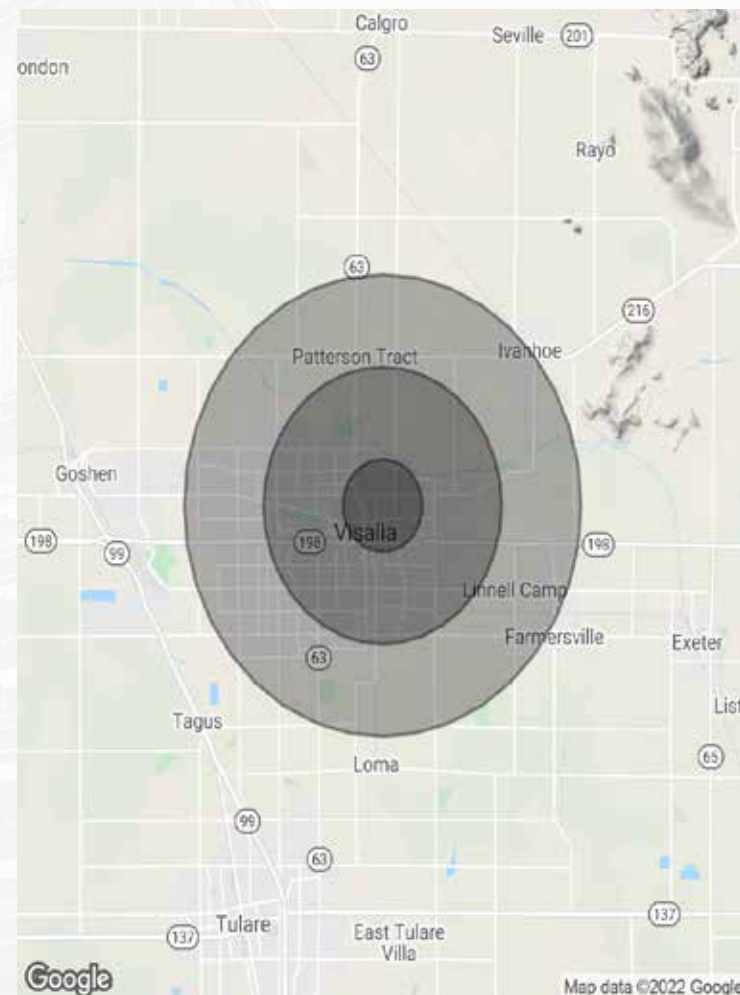 Calgro
Seville
201
63
ondon
Rayo
63
216
Patterson Tract
Ivanhoe
Goshen
Visalia
198
198
198
99
Linnell Camp
Farmersville
Exeter
63
Tagus
List
Loma
65
99
63
Tulare
137
137
East Tulare
Villa
Google
Map data ©2022 Google